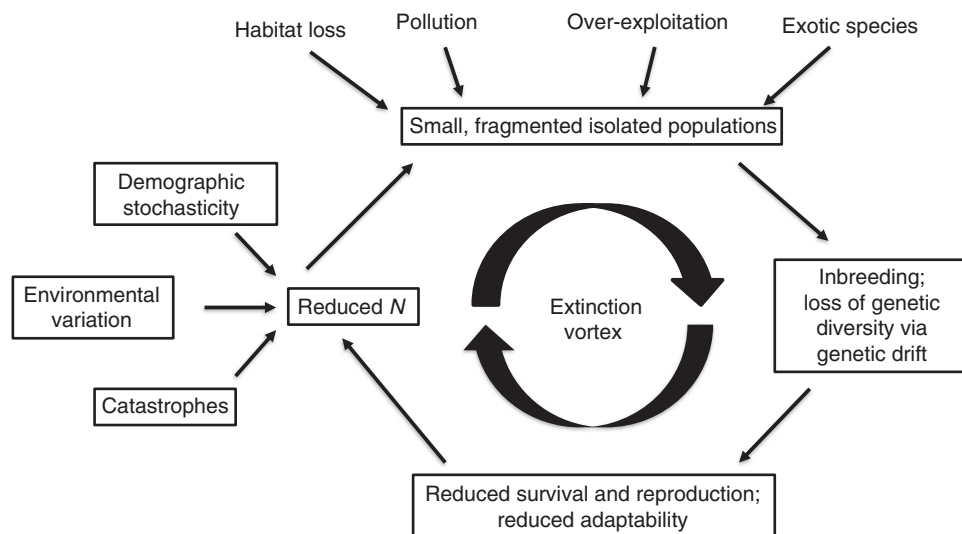 Habitat loss
Pollution
Over-exploitation
Exotic species
Small, fragmented isolated populations
Demographic
stochasticity
Environmental
variation
Reduced N
Catastrophes
Extinction
vortex
Inbreeding;
loss of genetic
diversity via
genetic drift
Reduced survival and reproduction;
reduced adaptability